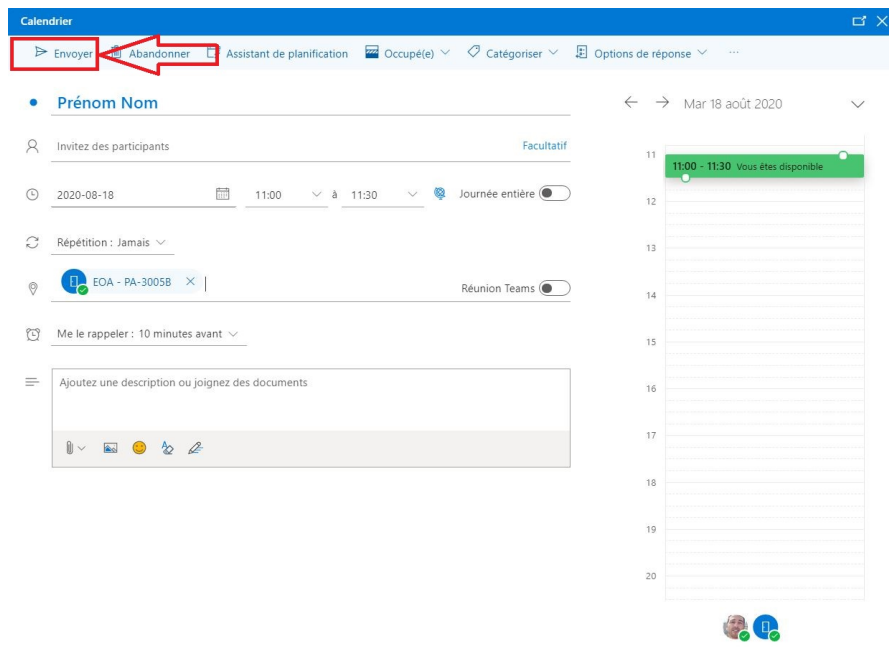 Calendrier
Envoyer Abandonner Assistant de planification Occupé(e) Catégoriser Options de réponse ...
Prénom Nom
Mar 18 août 2020
Invitez des participants Facultatif
2020-08-18 11:00 à 11:30 Journée entière
Répétition : Jamais
EOA - PA-3005B Réunion Teams
Me le rappeler : 10 minutes avant
Ajoutez une description ou joignez des documents
11
11:00 - 11:30 Vous êtes disponible
12
13
14
15
16
17
18
19
20